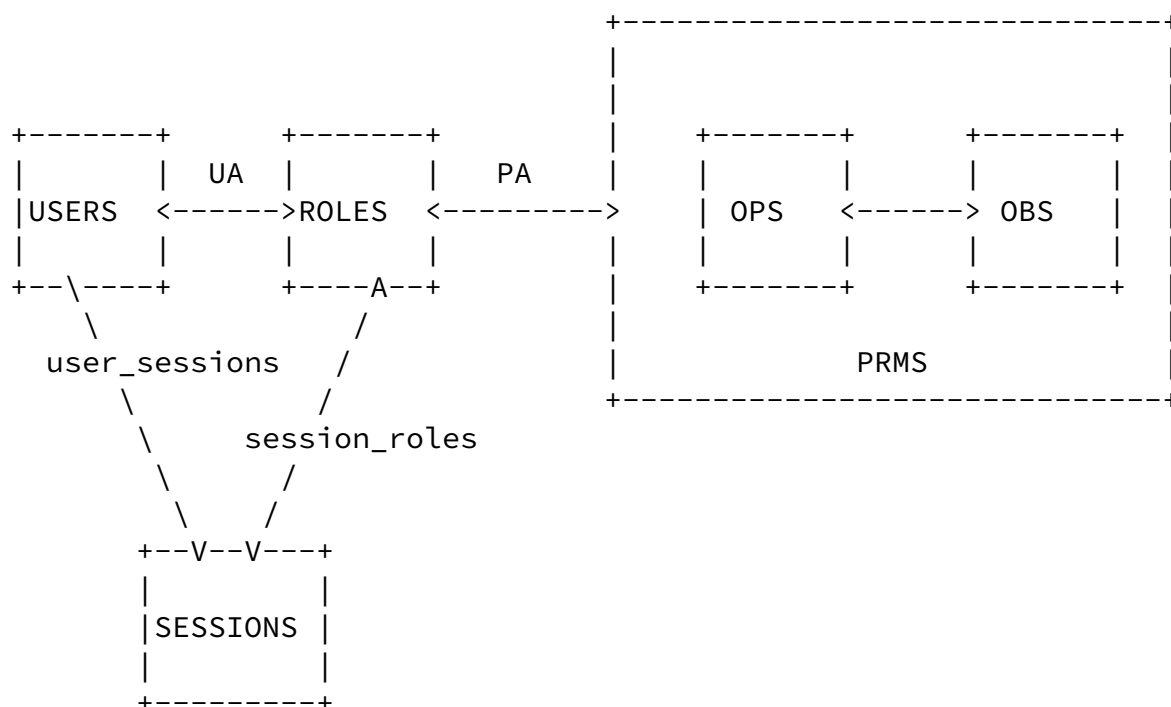 UA PA
USERS ROLES OPS OBS
user_sessions PRMS
session_roles
SESSIONS